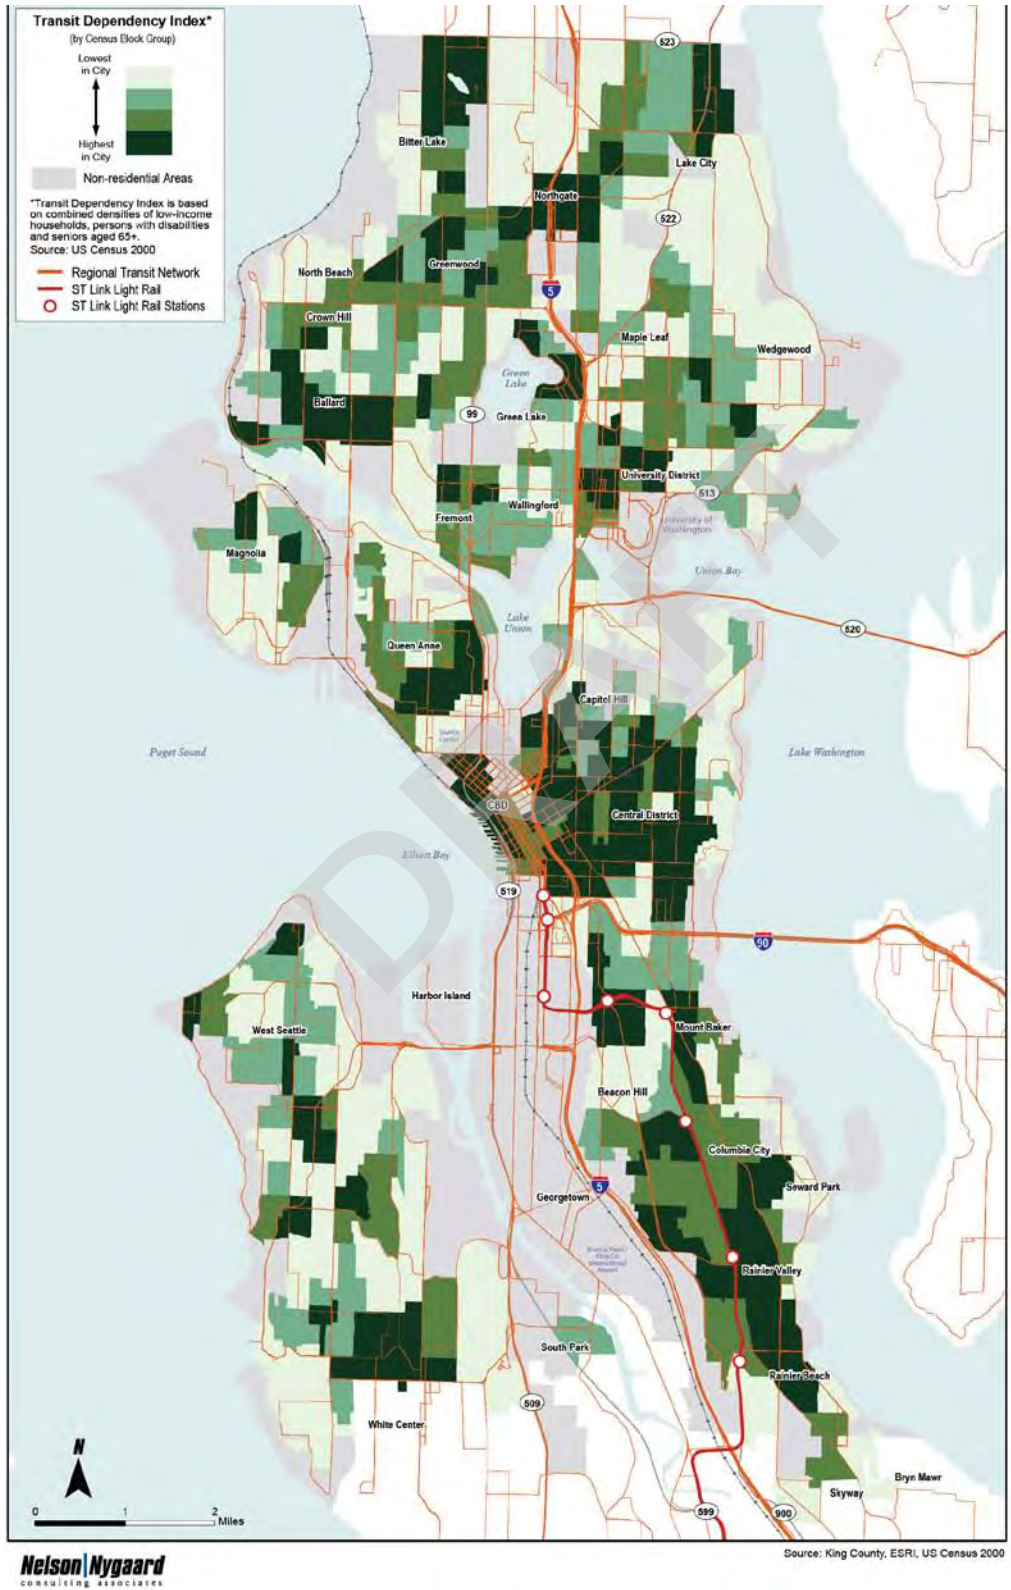 Transit Dependency Index*
(by Census Block Group)
Lowest
in City
Highest
in City
Non-residential Areas
*Transit Dependency Index is based
on combined densities of low-income
households, persons with disabilities
and seniors aged 65+.
Source: US Census 2000
Regional Transit Network
ST Link Light Rail
ST Link Light Rail Stations
523
Bitter Lake
Lake City
Northgate
522
Greenwood
North Beach
5
Crown Hill
Maple Leaf
Wedgewood
Green
Lake
Ballard
99
Green Lake
University District
513
Wallingford
Fremont
University of
Washington
Magnolia
Union Bay
Lake
Union
520
Queen Anne
Capitol Hill
Seattle
Center
Puget Sound
Lake Washington
CBD
Central District
Elliott Bay
519
90
Harbor Island
West Seattle
Mount Baker
Beacon Hill
Columbia City
Seward Park
5
Georgetown
Rainier Valley
South Park
Rainier Beach
509
White Center
Bryn Mawr
Skyway
599
900
DRAFT
N
0 1 2
Miles
Source: King County, ESRI, US Census 2000
Nelson|Nygaard
consulting associates